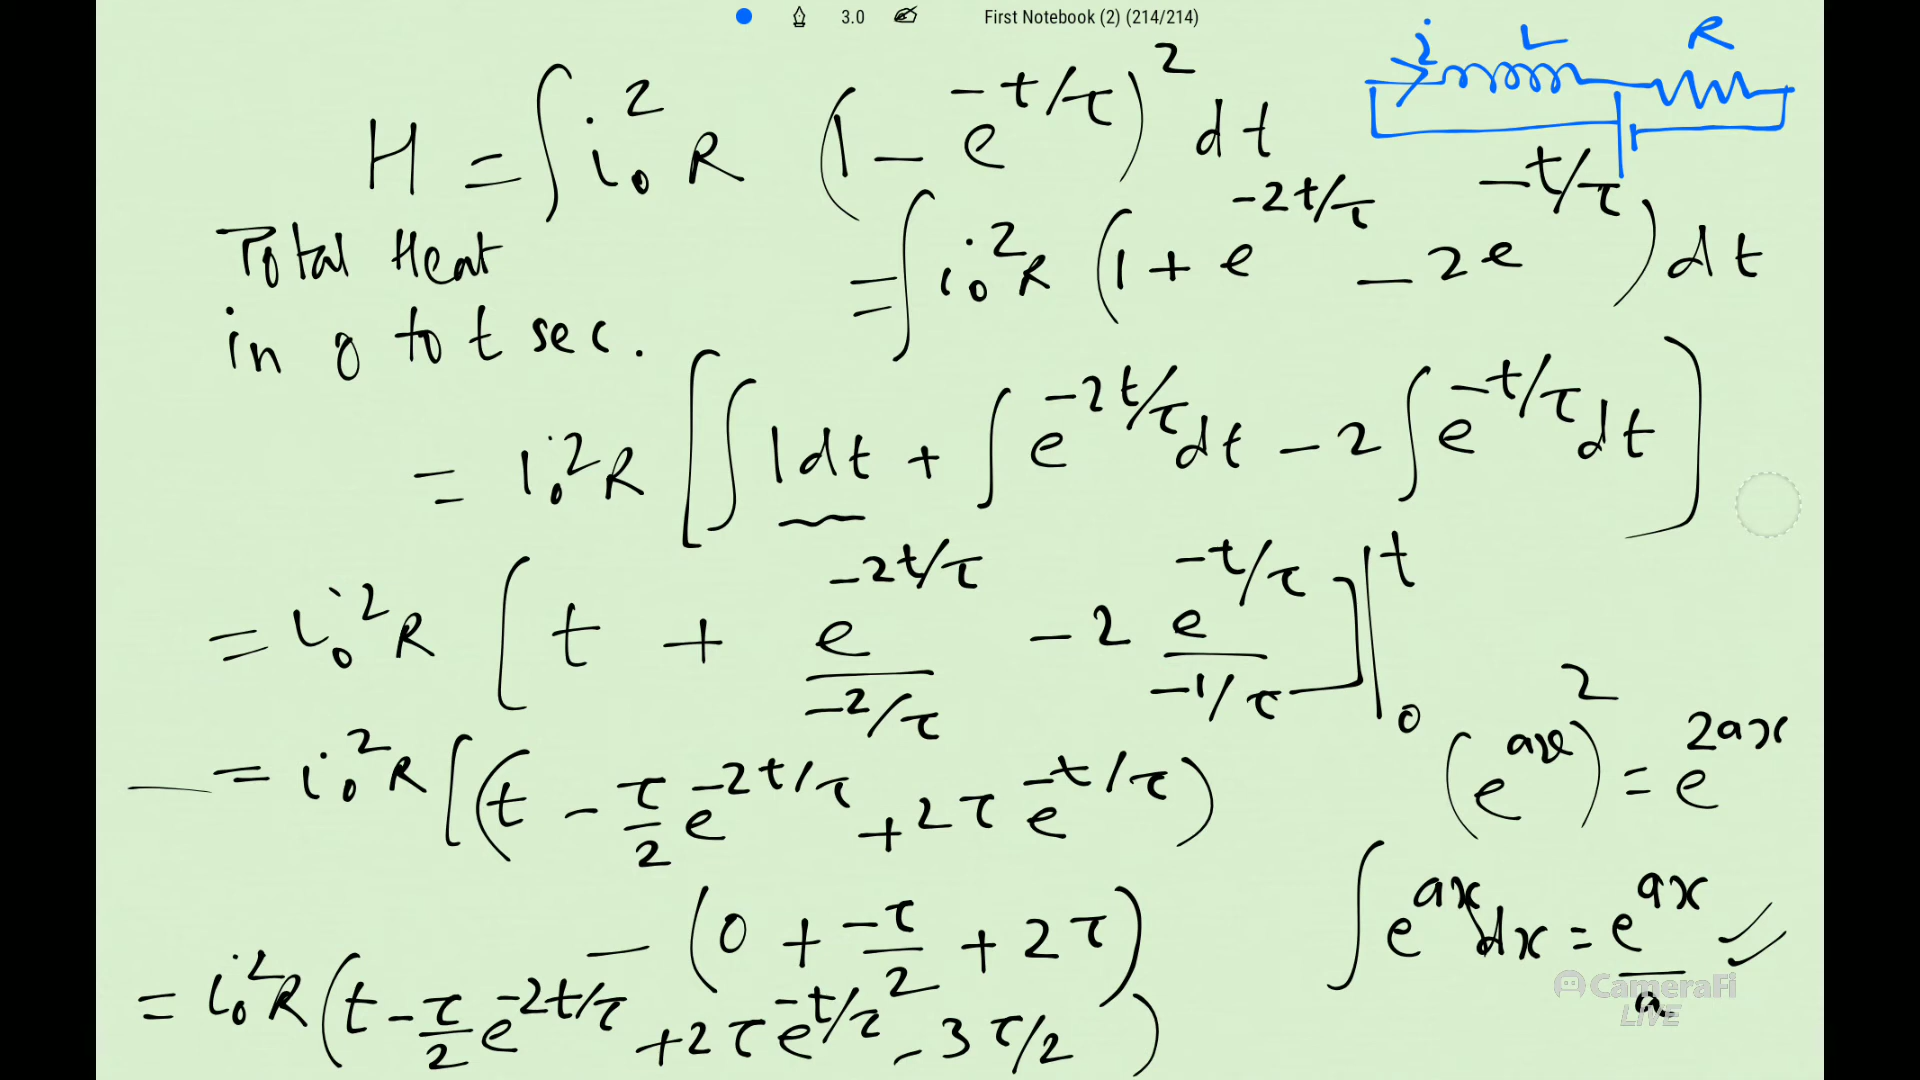 3.0 First Notebook (2) (214/214)
i L R
H = ∫ i₀² R (1 − e^(−t/τ))² dt
Total Heat
in 0 to t sec.
= ∫ i₀² R (1 + e^(−2t/τ) − 2e^(−t/τ)) dt
= i₀² R [∫ 1 dt + ∫ e^(−2t/τ) dt − 2 ∫ e^(−t/τ) dt]
= i₀² R [t + e^(−2t/τ) / (−2/τ) − 2 e^(−t/τ) / (−1/τ)] |₀^t
= i₀² R [(t − τ/2 e^(−2t/τ) + 2τ e^(−t/τ))
− (0 + −τ/2 + 2τ)
= i₀² R (t − τ/2 e^(−2t/τ) + 2τ e^(−t/τ) − 3τ/2)
(e^(ax))² = e^(2ax)
∫ e^(ax) dx = e^(ax) / a
CameraFi
LIVE